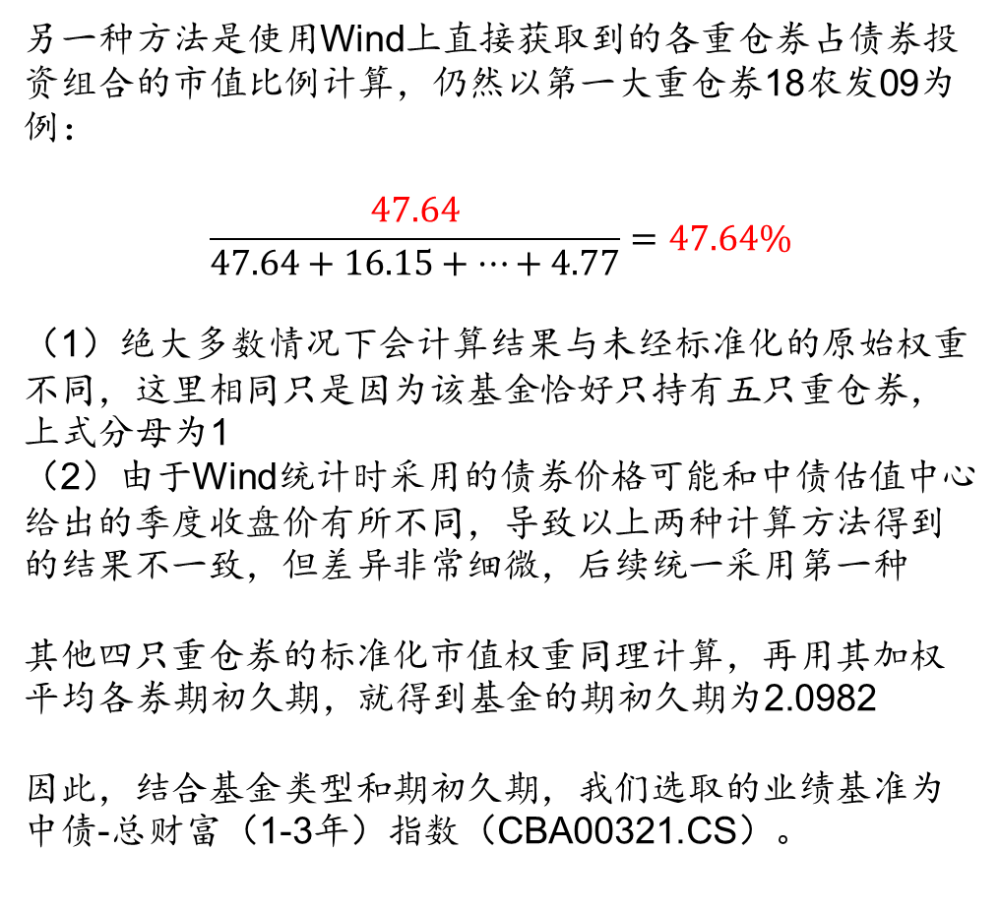 另一种方法是使用Wind上直接获取到的各重仓券占债券投
资组合的市值比例计算，仍然以第一大重仓券18农发09为
例：
47.64
47.64 + 16.15 + ⋯ + 4.77
= 47.64%
（1）绝大多数情况下会计算结果与未经标准化的原始权重
不同，这里相同只是因为该基金恰好只持有五只重仓券，
上式分母为1
（2）由于Wind统计时采用的债券价格可能和中债估值中心
给出的季度收盘价有所不同，导致以上两种计算方法得到
的结果不一致，但差异非常细微，后续统一采用第一种
其他四只重仓券的标准化市值权重同理计算，再用其加权
平均各券期初久期，就得到基金的期初久期为2.0982
因此，结合基金类型和期初久期，我们选取的业绩基准为
中债-总财富（1-3年）指数（CBA00321.CS）。